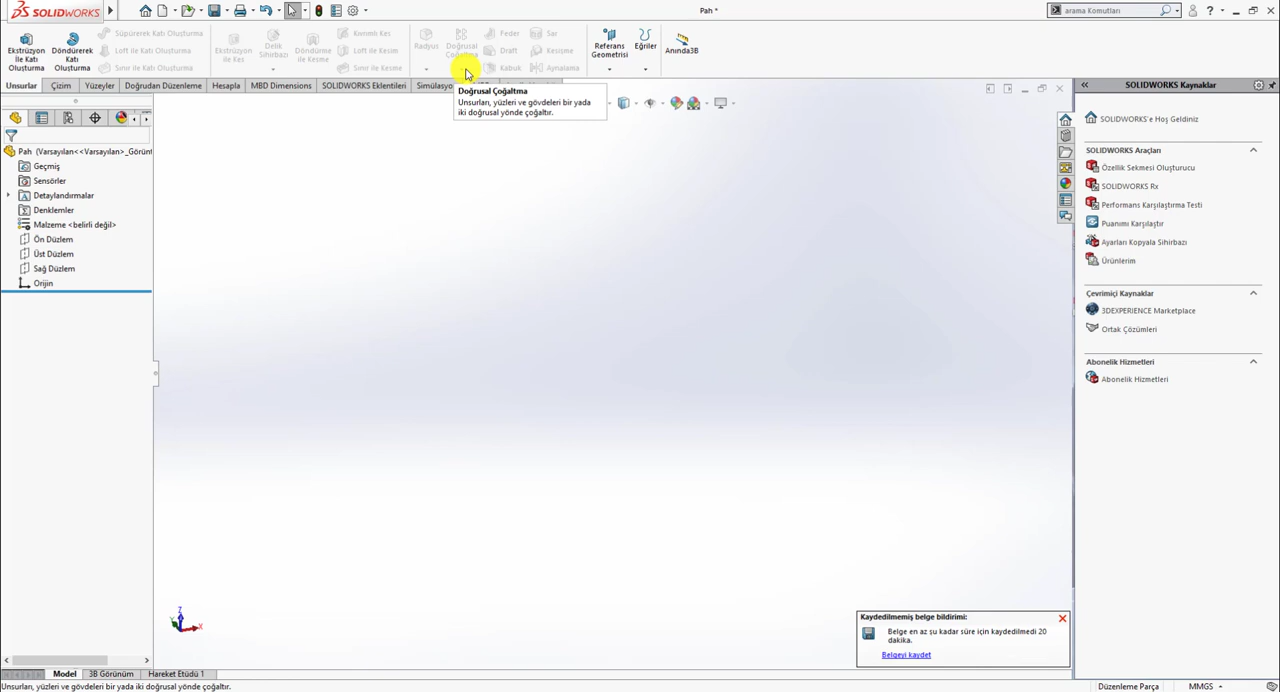 SOLIDWORKS
Pah *
arama Komutları
Ekstrüzyon İle Katı Oluşturma
Döndürerek Katı Oluşturma
Süpürerek Katı Oluşturma
Loft ile Katı Oluşturma
Sınır ile Katı Oluşturma
Ekstrüzyon ile Kes
Delik Sihirbazı
Döndürme ile Kesme
Kıvrımlı Kes
Loft ile Kesim
Sınır ile Kesme
Radyus
Doğrusal Çoğaltma
Feder
Draft
Kabuk
Sar
Kesişme
Aynalama
Referans Geometrisi
Eğriler
Anında3B
Unsurlar
Çizim
Yüzeyler
Doğrudan Düzenleme
Hesapla
MBD Dimensions
SOLIDWORKS Eklentileri
Simülasyo
Doğrusal Çoğaltma
Unsurları, yüzleri ve gövdeleri bir yada
iki doğrusal yönde çoğaltır.
Pah (Varsayılan<<Varsayılan>_Görünt
Geçmiş
Sensörler
Detaylandırmalar
Denklemler
Malzeme <belirli değil>
Ön Düzlem
Üst Düzlem
Sağ Düzlem
Orijin
SOLIDWORKS Kaynaklar
SOLIDWORKS'e Hoş Geldiniz
SOLIDWORKS Araçları
Özellik Sekmesi Oluşturucu
SOLIDWORKS Rx
Performans Karşılaştırma Testi
Puanımı Karşılaştır
Ayarları Kopyala Sihirbazı
Ürünlerim
Çevrimiçi Kaynaklar
3DEXPERIENCE Marketplace
Ortak Çözümleri
Abonelik Hizmetleri
Abonelik Hizmetleri
Z
X
Kaydedilmemiş belge bildirimi:
Belge en az şu kadar süre için kaydedilmedi 20
dakika.
Belgeyi kaydet
Model
3B Görünüm
Hareket Etüdü 1
Unsurları, yüzleri ve gövdeleri bir yada iki doğrusal yönde çoğaltır.
Düzenleme Parça
MMGS